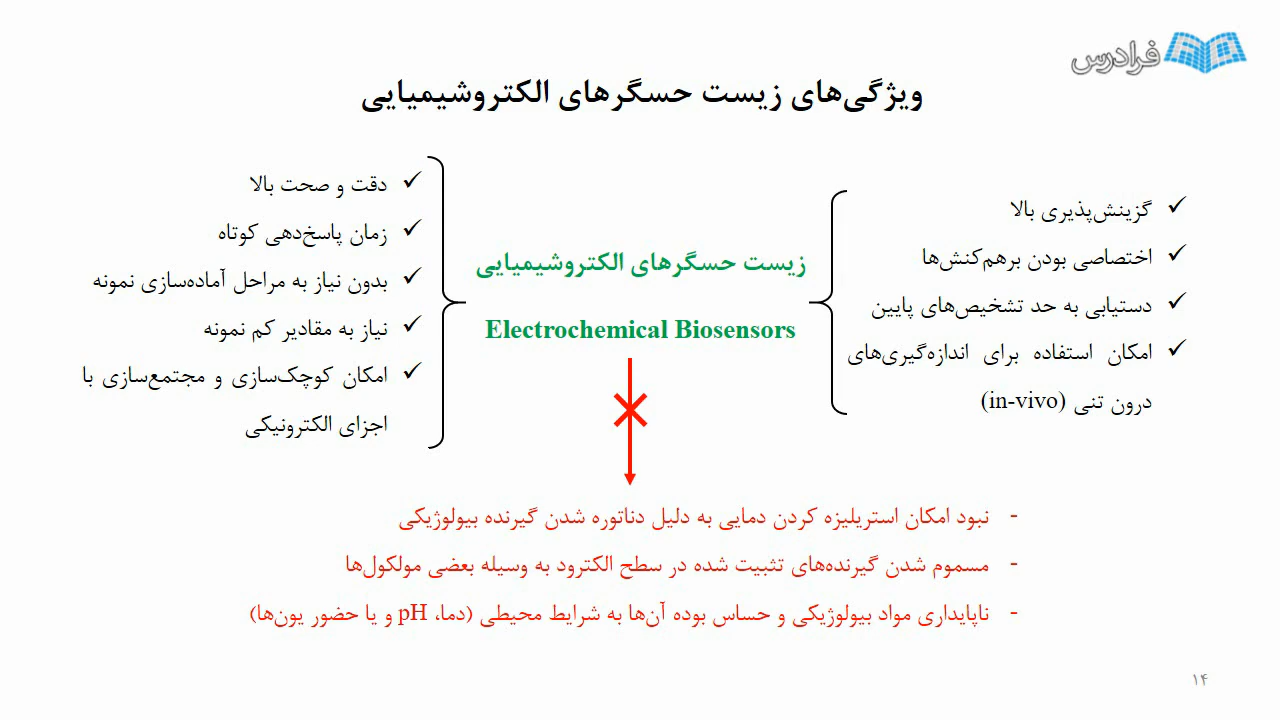 فرادرس
ویژگی‌های زیست حسگرهای الکتروشیمیایی
✓ گزینش‌پذیری بالا
✓ اختصاصی بودن برهم‌کنش‌ها
✓ دستیابی به حد تشخیص‌های پایین
✓ امکان استفاده برای اندازه‌گیری‌های
درون تنی (in-vivo)
زیست حسگرهای الکتروشیمیایی
Electrochemical Biosensors
✓ دقت و صحت بالا
✓ زمان پاسخ‌دهی کوتاه
✓ بدون نیاز به مراحل آماده‌سازی نمونه
✓ نیاز به مقادیر کم نمونه
✓ امکان کوچک‌سازی و مجتمع‌سازی با
اجزای الکترونیکی
- نبود امکان استریلیزه کردن دمایی به دلیل دناتوره شدن گیرنده بیولوژیکی
- مسموم شدن گیرنده‌های تثبیت شده در سطح الکترود به وسیله بعضی مولکول‌ها
- ناپایداری مواد بیولوژیکی و حساس بوده آن‌ها به شرایط محیطی (دما، pH و یا حضور یون‌ها)
۱۴